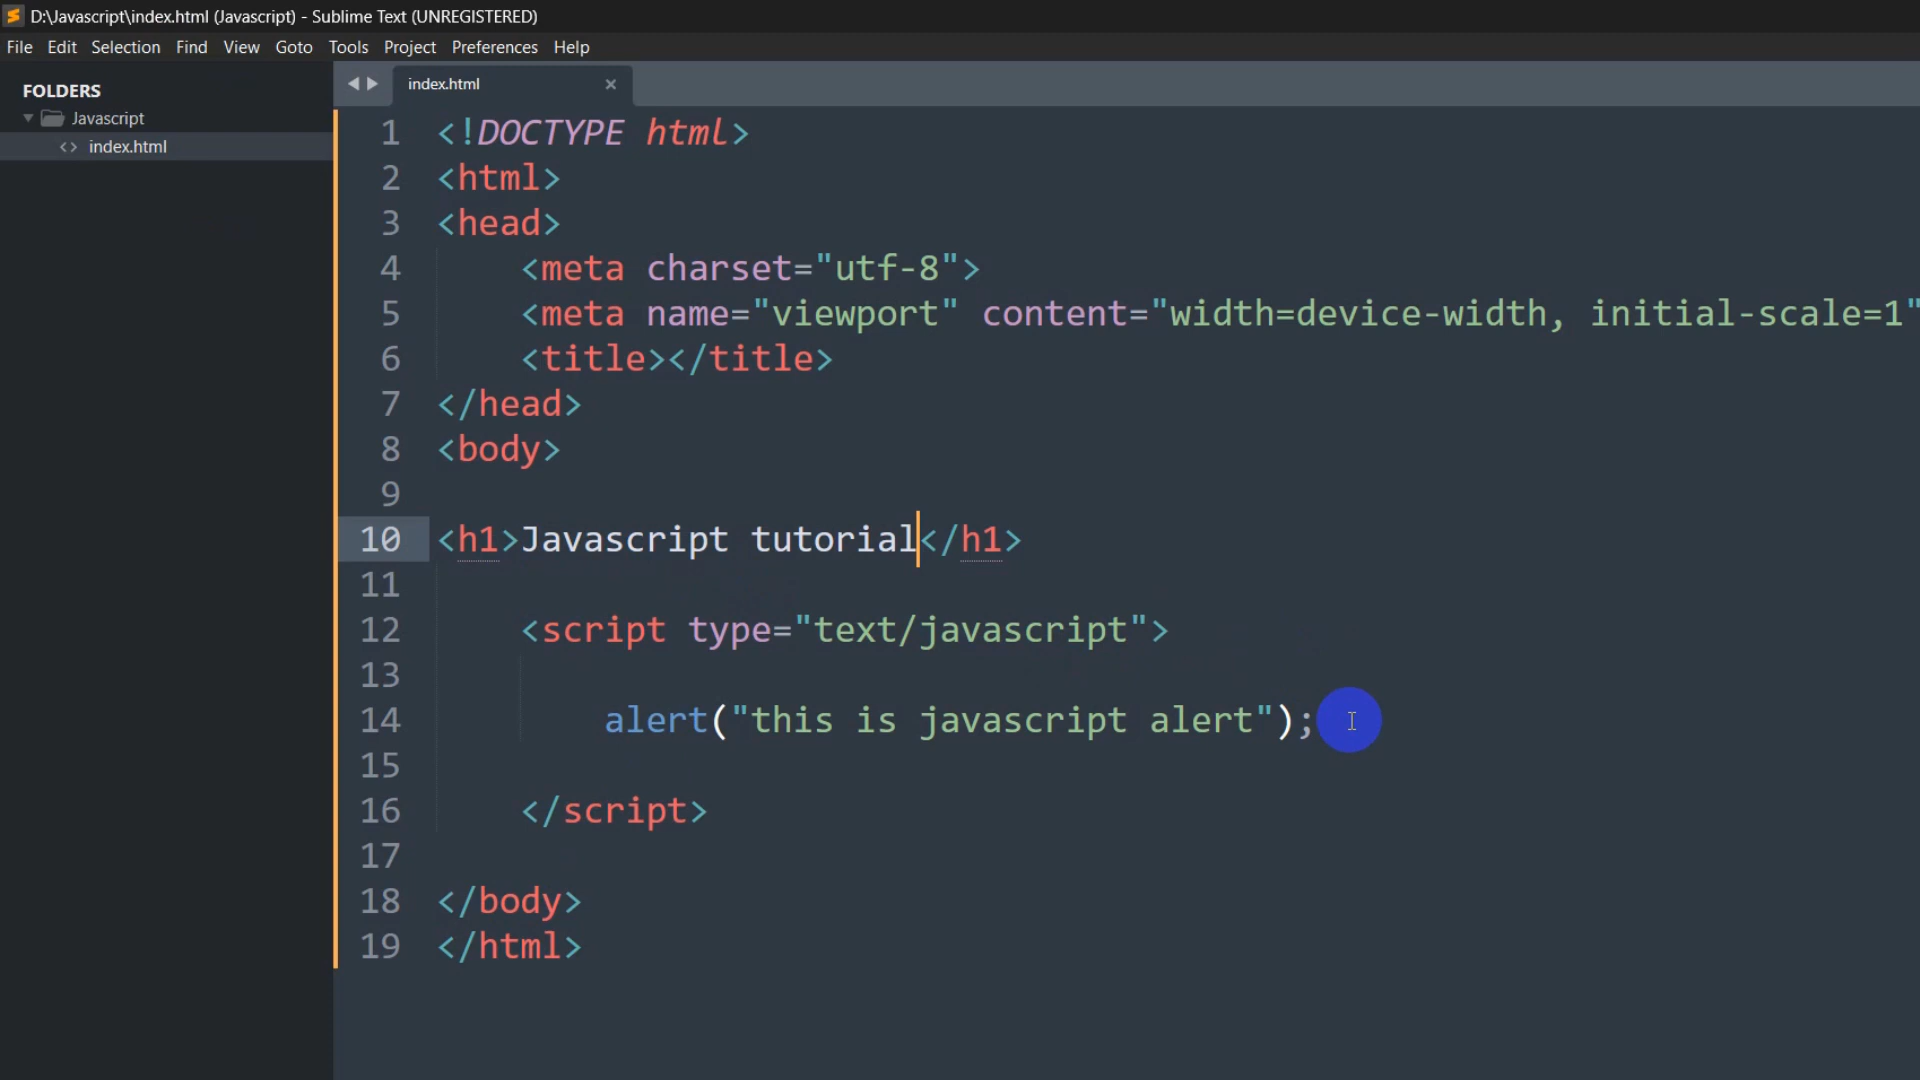 D:\Javascript\index.html (Javascript) - Sublime Text (UNREGISTERED)
File Edit Selection Find View Goto Tools Project Preferences Help
FOLDERS
Javascript
index.html
index.html
1 <!DOCTYPE html>
2 <html>
3 <head>
4 <meta charset="utf-8">
5 <meta name="viewport" content="width=device-width, initial-scale=1"
6 <title></title>
7 </head>
8 <body>
9
10 <h1>Javascript tutorial</h1>
11
12 <script type="text/javascript">
13
14 alert("this is javascript alert");
15
16 </script>
17
18 </body>
19 </html>